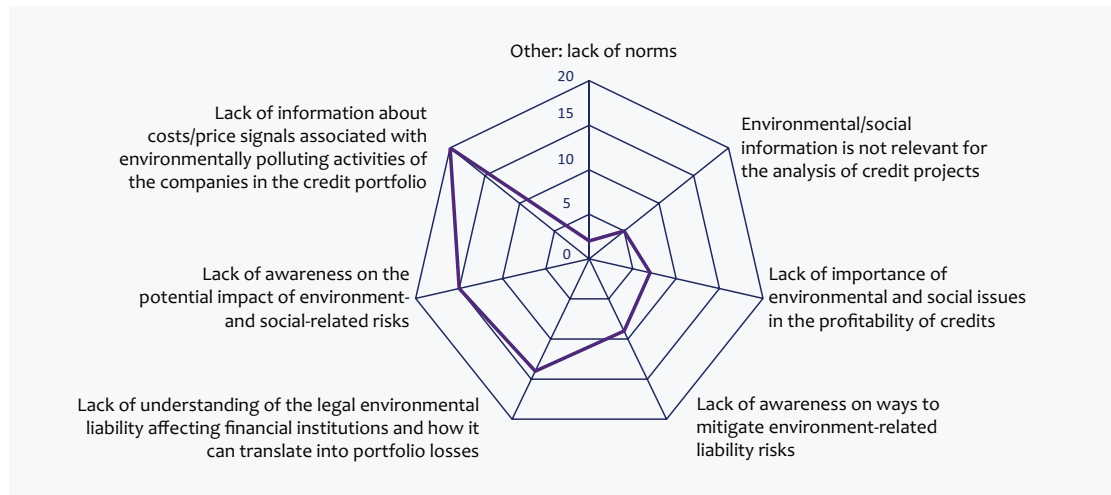 Other: lack of norms
20
15
10
5
0
Lack of information about
costs/price signals associated with
environmentally polluting activities of
the companies in the credit portfolio
Environmental/social
information is not relevant for
the analysis of credit projects
Lack of awareness on the
potential impact of environment-
and social-related risks
Lack of importance of
environmental and social issues
in the profitability of credits
Lack of understanding of the legal environmental
liability affecting financial institutions and how it
can translate into portfolio losses
Lack of awareness on ways to
mitigate environment-related
liability risks